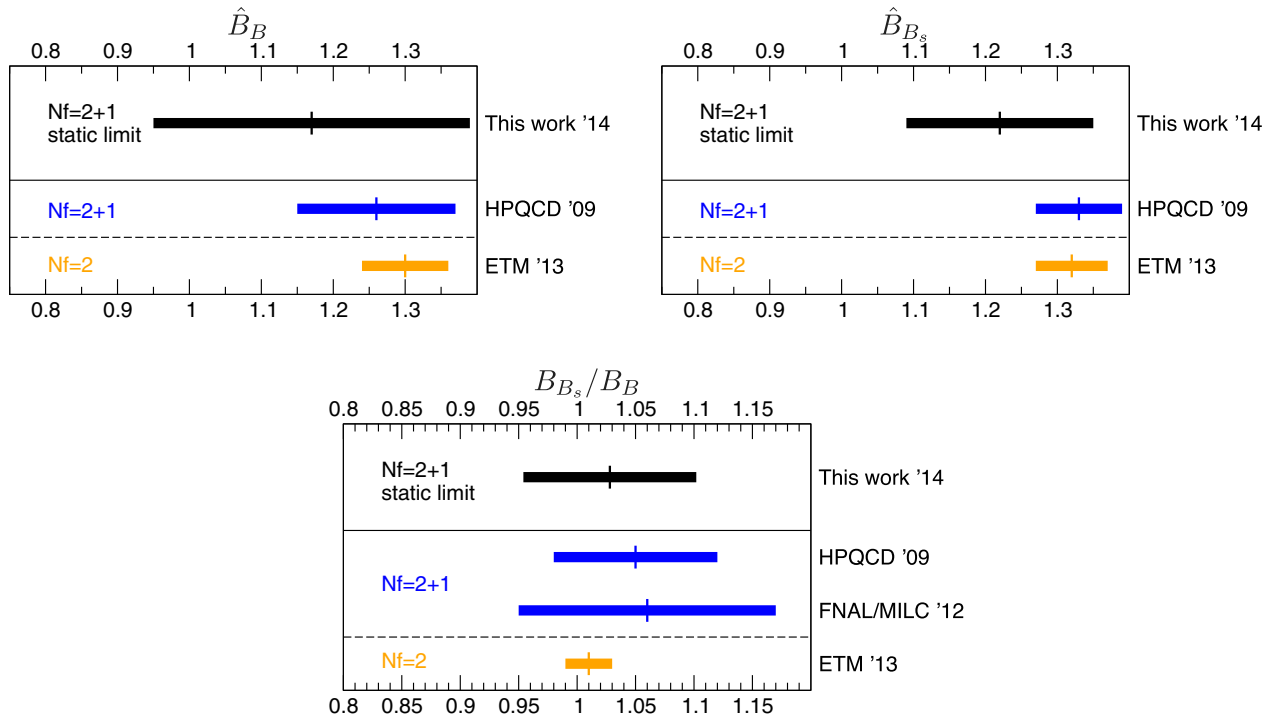 B̂_B
0.8 0.9 1 1.1 1.2 1.3
Nf=2+1
static limit
This work '14
Nf=2+1
HPQCD '09
Nf=2
ETM '13
0.8 0.9 1 1.1 1.2 1.3
B̂_{B_s}
0.8 0.9 1 1.1 1.2 1.3
Nf=2+1
static limit
This work '14
Nf=2+1
HPQCD '09
Nf=2
ETM '13
0.8 0.9 1 1.1 1.2 1.3
B_{B_s}/B_B
0.8 0.85 0.9 0.95 1 1.05 1.1 1.15
Nf=2+1
static limit
This work '14
HPQCD '09
Nf=2+1
FNAL/MILC '12
Nf=2
ETM '13
0.8 0.85 0.9 0.95 1 1.05 1.1 1.15